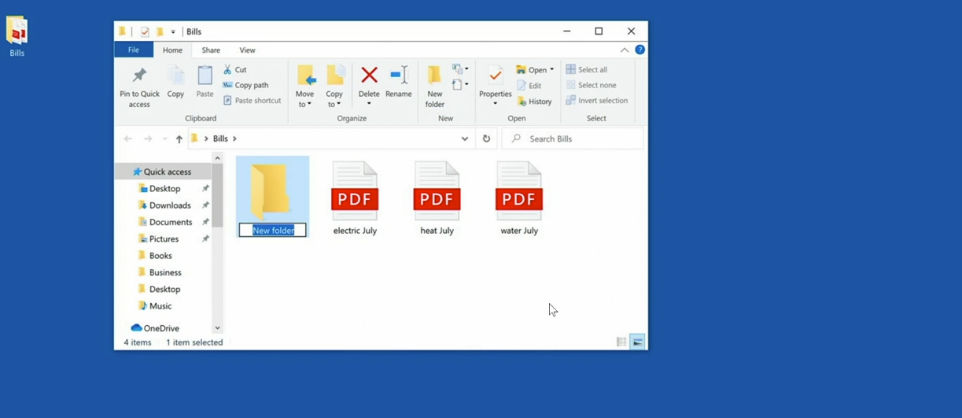 Bills
Bills
File Home Share View
Pin to Quick access
Copy
Paste
Cut
Copy path
Paste shortcut
Clipboard
Move to
Copy to
Delete
Rename
Organize
New folder
New
Properties
Open
Edit
History
Open
Select all
Select none
Invert selection
Select
Bills
Search Bills
Quick access
Desktop
Downloads
Documents
Pictures
Books
Business
Desktop
Music
OneDrive
New folder
PDF
electric July
PDF
heat July
PDF
water July
4 items 1 item selected